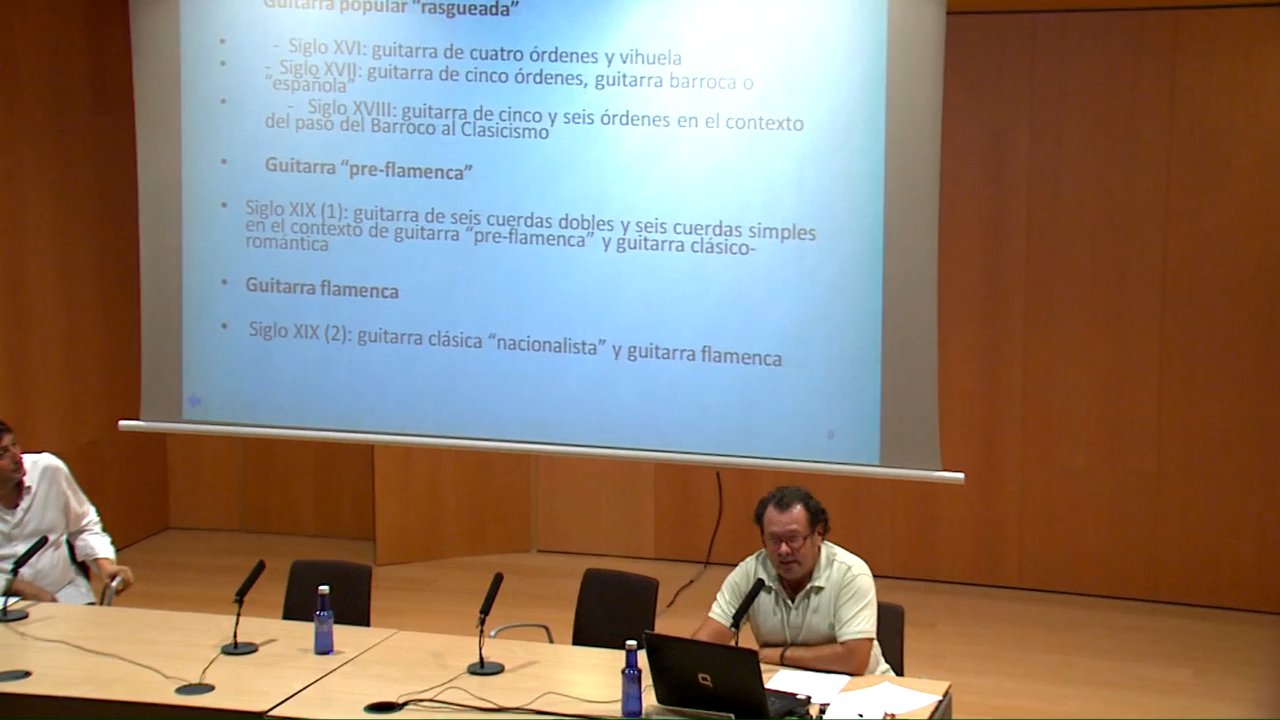 Guitarra popular "rasgueada"
• - Siglo XVI: guitarra de cuatro órdenes y vihuela
• - Siglo XVII: guitarra de cinco órdenes, guitarra barroca o
"española"
• - Siglo XVIII: guitarra de cinco y seis órdenes en el contexto
del paso del Barroco al Clasicismo
• Guitarra "pre-flamenca"
• Siglo XIX (1): guitarra de seis cuerdas dobles y seis cuerdas simples
en el contexto de guitarra "pre-flamenca" y guitarra clásico-
romántica
• Guitarra flamenca
• Siglo XIX (2): guitarra clásica "nacionalista" y guitarra flamenca
8